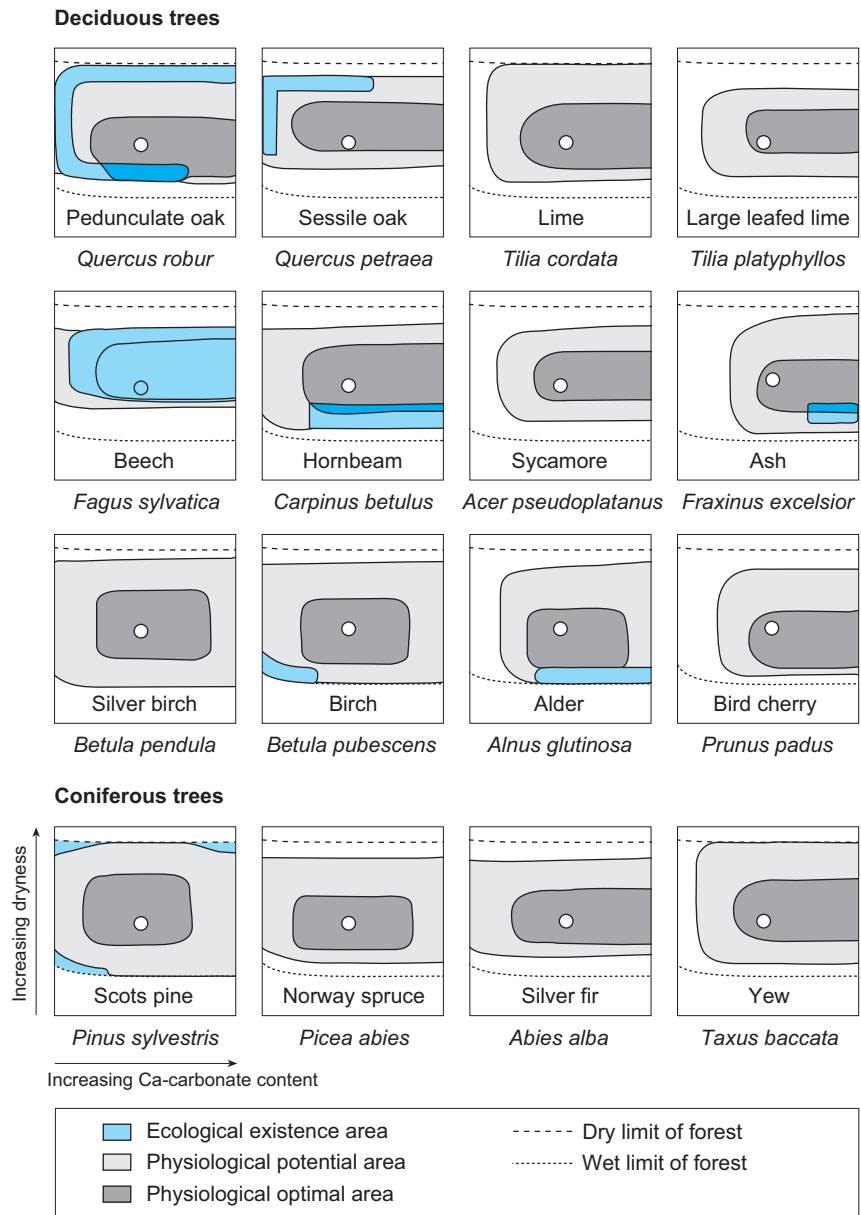 Deciduous trees
Pedunculate oak
Sessile oak
Lime
Large leafed lime
Quercus robur
Quercus petraea
Tilia cordata
Tilia platyphyllos
Beech
Hornbeam
Sycamore
Ash
Fagus sylvatica
Carpinus betulus
Acer pseudoplatanus
Fraxinus excelsior
Silver birch
Birch
Alder
Bird cherry
Betula pendula
Betula pubescens
Alnus glutinosa
Prunus padus
Coniferous trees
Increasing dryness
Scots pine
Norway spruce
Silver fir
Yew
Pinus sylvestris
Picea abies
Abies alba
Taxus baccata
Increasing Ca-carbonate content
Ecological existence area
Physiological potential area
Physiological optimal area
Dry limit of forest
Wet limit of forest